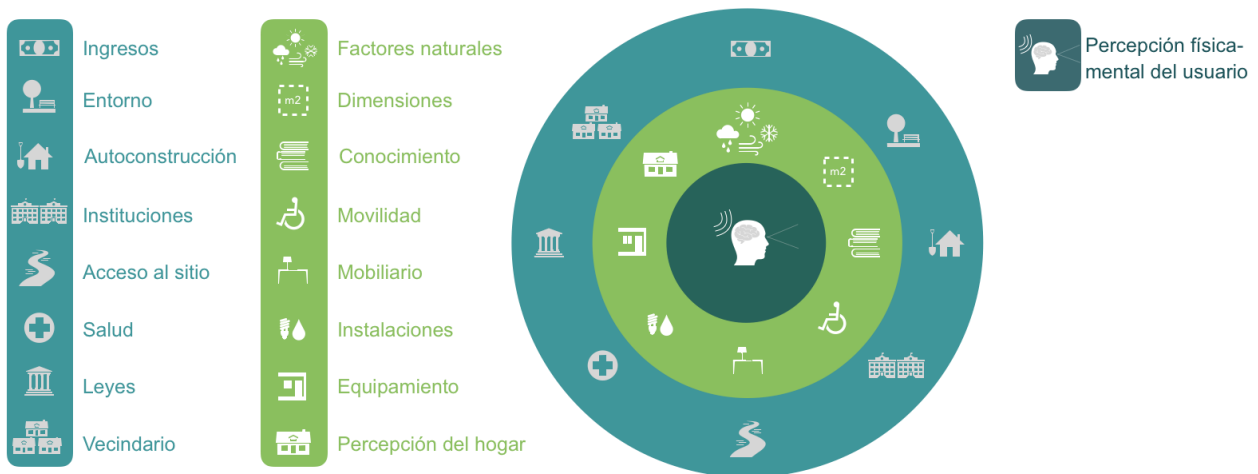 Ingresos
Entorno
Autoconstrucción
Instituciones
Acceso al sitio
Salud
Leyes
Vecindario
Factores naturales
m2
Dimensiones
Conocimiento
Movilidad
Mobiliario
Instalaciones
Equipamiento
Percepción del hogar
m2
Percepción física-
mental del usuario